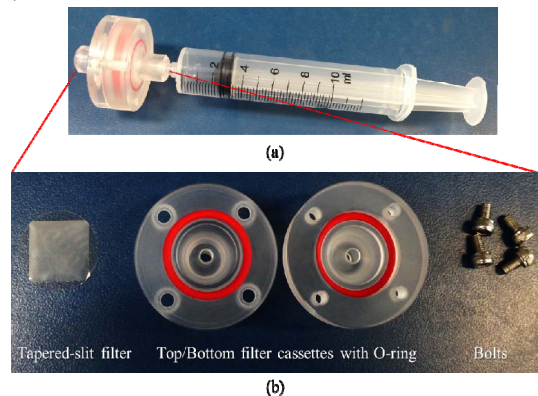 2 4 6 8 10 ml
(a)
Tapered-slit filter Top/Bottom filter cassettes with O-ring Bolts
(b)